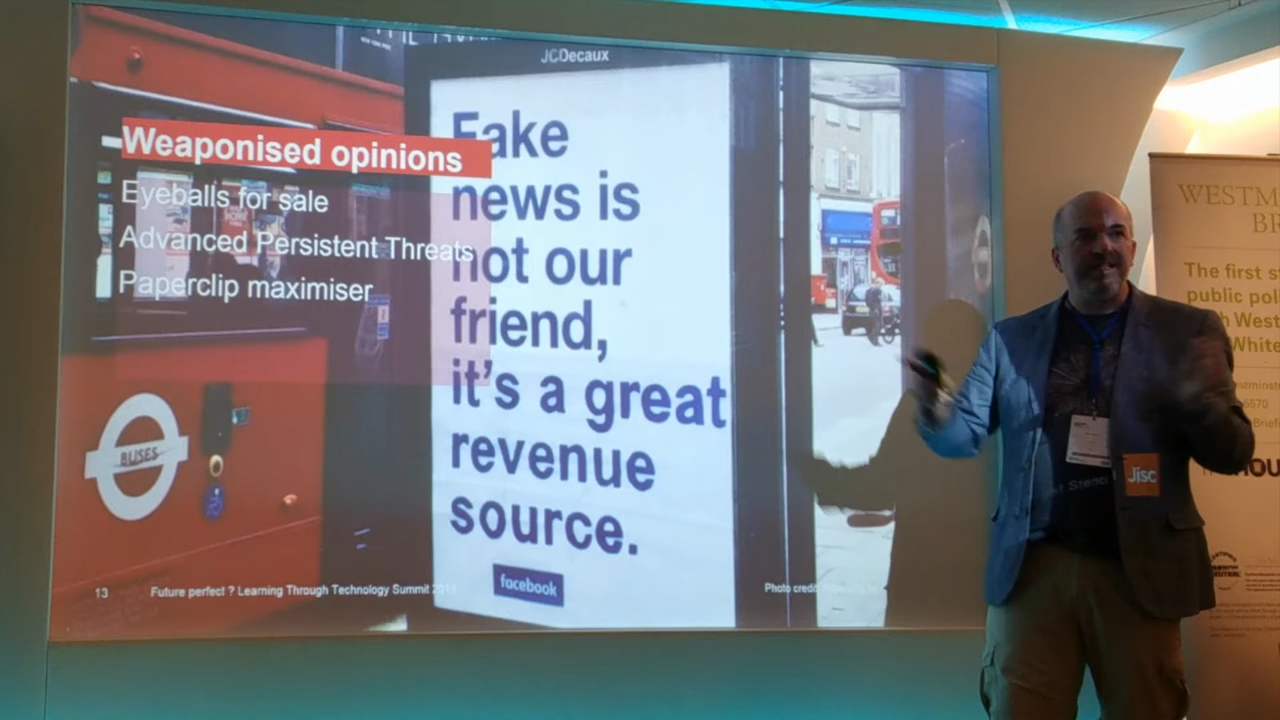 JCDecaux
Weaponised opinions
Eyeballs for sale
Advanced Persistent Threats
Paperclip maximiser
Fake
news is
not our
friend,
it's a great
revenue
source.
facebook
BUSES
13
Future perfect ? Learning Through Technology Summit
Photo credit
Jisc
WESTM
BR
The first
public pol
West
White